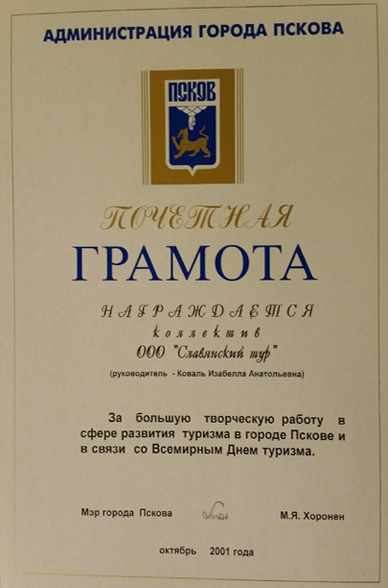 АДМИНИСТРАЦИЯ ГОРОДА ПСКОВА
ПСКОВ
ПОЧЕТНАЯ
ГРАМОТА
НАГРАЖДАЕТСЯ
коллектив
ООО "Славянский тур"
(руководитель - Коваль Изабелла Анатольевна)
За большую творческую работу в
сфере развития туризма в городе Пскове и
в связи со Всемирным Днем туризма.
Мэр города Пскова М.Я. Хоронен
октябрь 2001 года